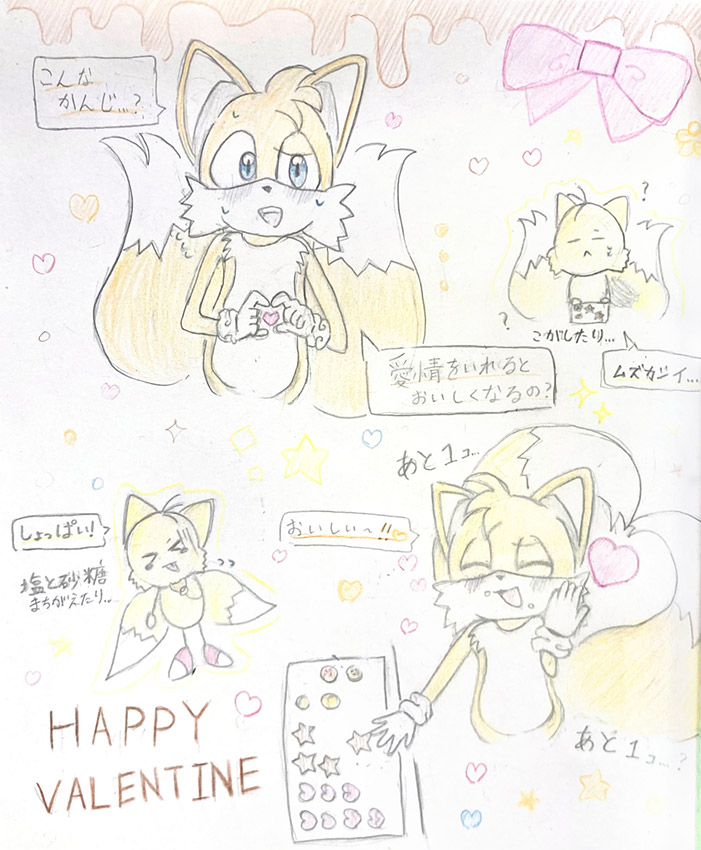 こんな
かんじ...?
?
?
こがしたり...
ムズカシイ...
愛情をいれると
おいしくなるの?
あと1コ...
しょっぱい!
おいしい〜!!
塩と砂糖
まちがえたり...
あと1コ...?
HAPPY
VALENTINE